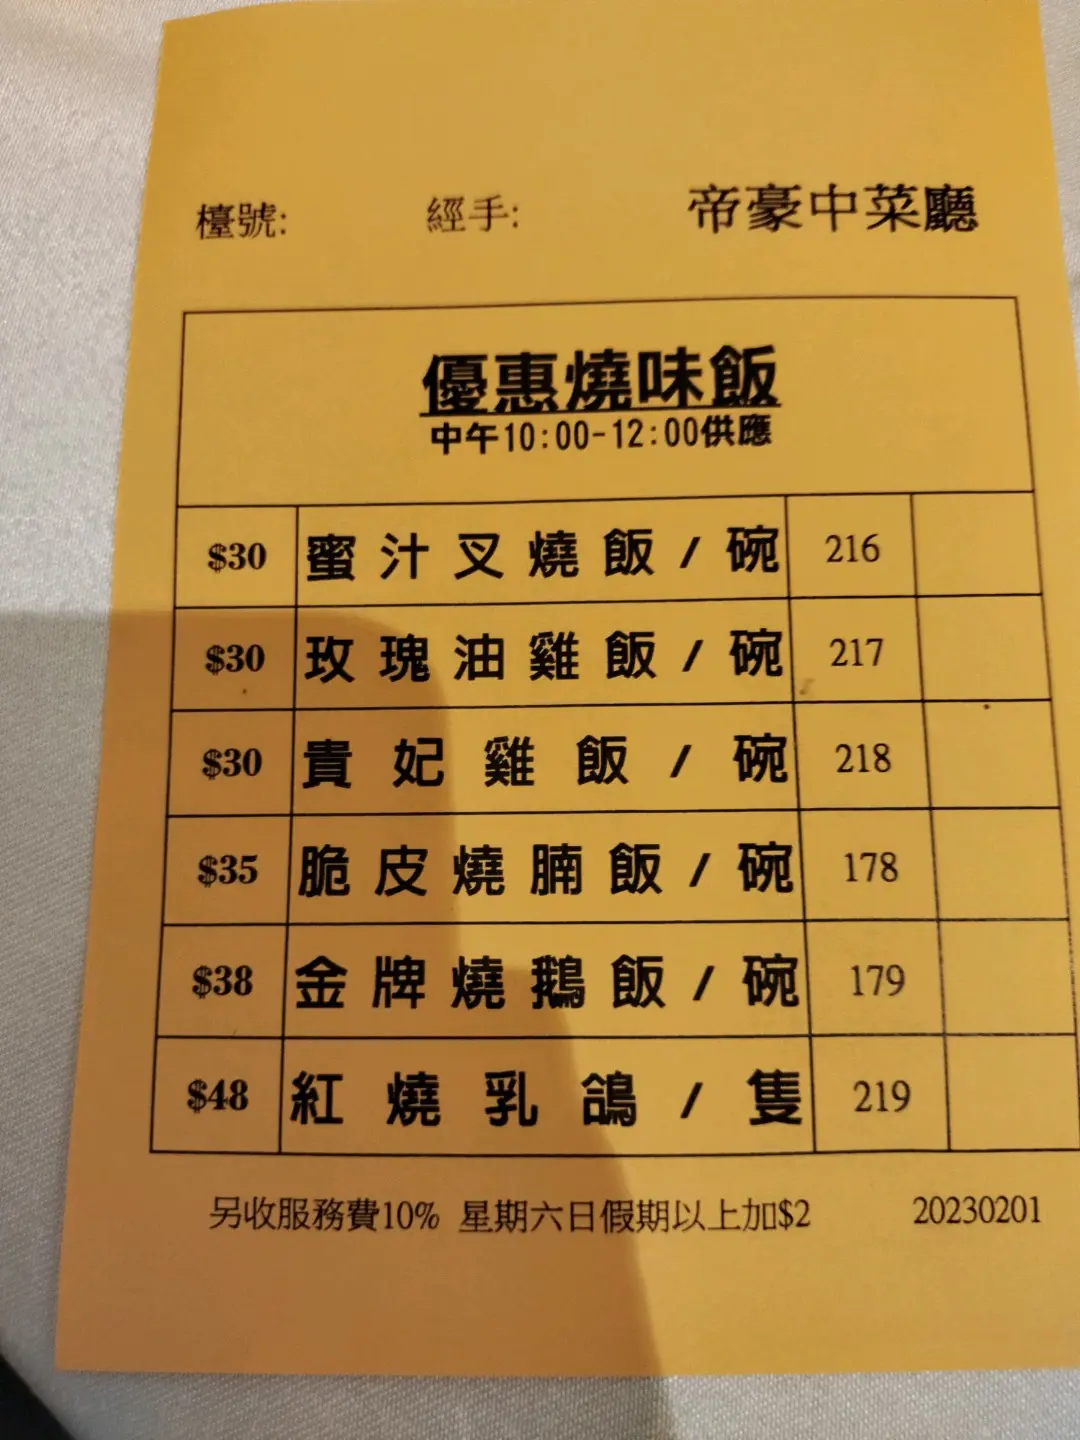 檯號: 經手: 帝豪中菜廳
優惠燒味飯
中午10:00-12:00供應
$30 蜜汁叉燒飯/碗 216
$30 玫瑰油雞飯/碗 217
$30 貴妃雞飯/碗 218
$35 脆皮燒腩飯/碗 178
$38 金牌燒鵝飯/碗 179
$48 紅燒乳鴿/隻 219
另收服務費10% 星期六日假期以上加$2 20230201